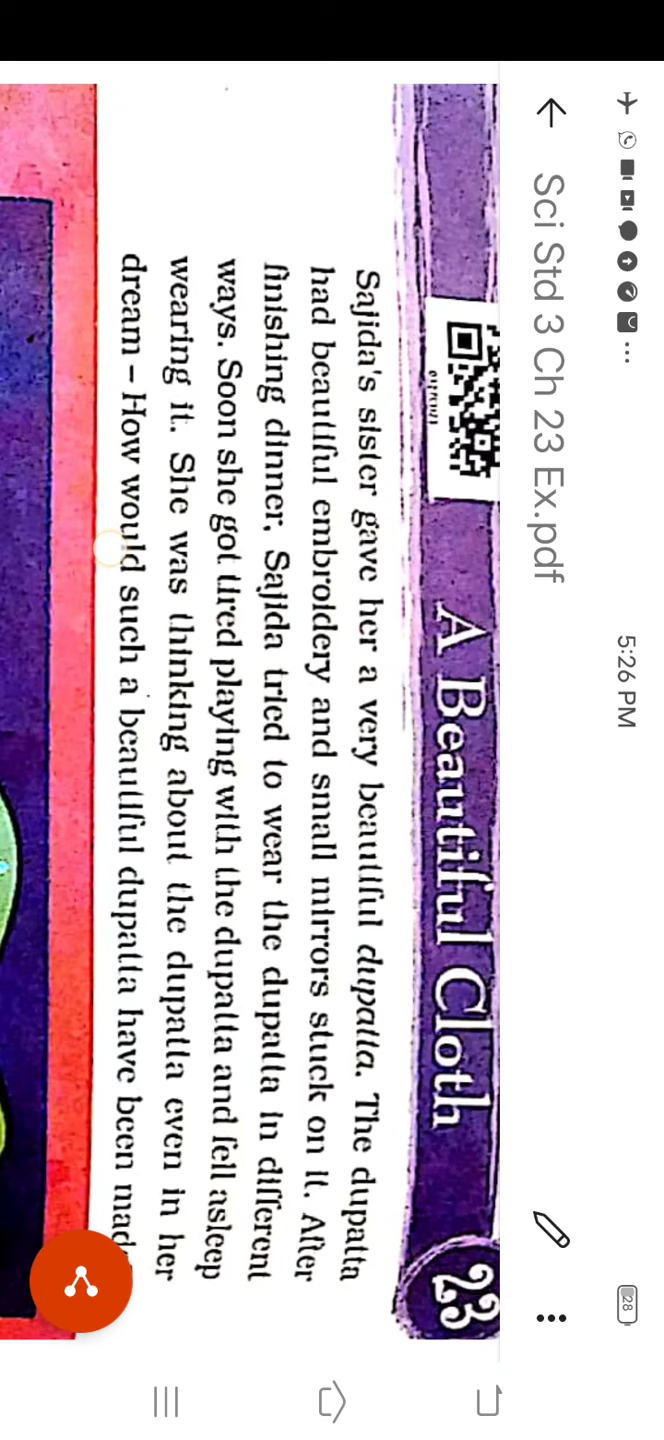 5:26 PM
28
Sci Std 3 Ch 23 Ex.pdf
A Beautiful Cloth
23
Sajida's sister gave her a very beautiful dupatta. The dupatta
had beautiful embroidery and small mirrors stuck on it. After
finishing dinner, Sajida tried to wear the dupatta in different
ways. Soon she got tired playing with the dupatta and fell asleep
wearing it. She was thinking about the dupatta even in her
dream – How would such a beautiful dupatta have been